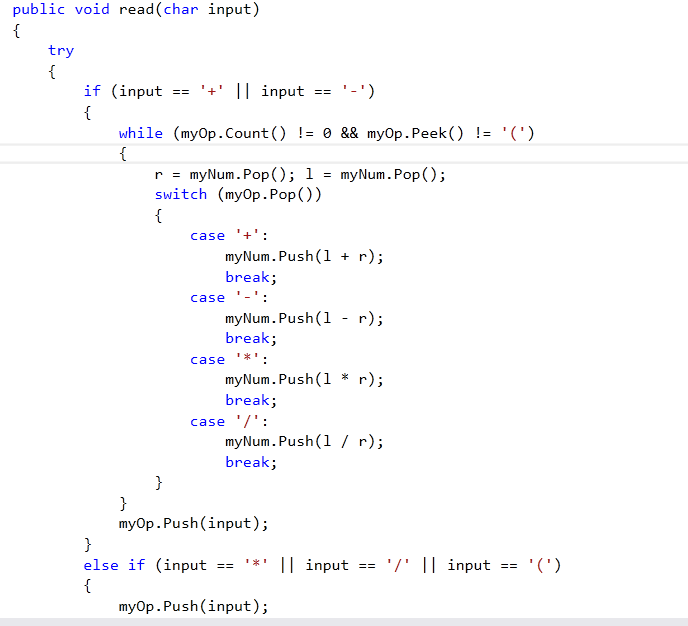 public void read(char input)
{
    try
    {
        if (input == '+' || input == '-')
        {
            while (myOp.Count() != 0 && myOp.Peek() != '(')
            {
                r = myNum.Pop(); l = myNum.Pop();
                switch (myOp.Pop())
                {
                    case '+':
                        myNum.Push(l + r);
                        break;
                    case '-':
                        myNum.Push(l - r);
                        break;
                    case '*':
                        myNum.Push(l * r);
                        break;
                    case '/':
                        myNum.Push(l / r);
                        break;
                }
            }
            myOp.Push(input);
        }
        else if (input == '*' || input == '/' || input == '(')
        {
            myOp.Push(input);